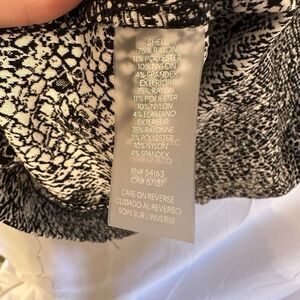 SHELL
75% RAYON
11% POLYESTER
10% NYLON
4% SPANDEX
EXTERIOR
75% RAYON
11% POLIESTER
10% NYLON
4% ELASTANO
EXTERIEUR
75% RAYONNE
11% POLYESTER
10% NYLON
4% SPANDEX
RN# 54163
CA# 57151
CARE ON REVERSE
CUIDADO AL REVERSO
SOIN SUR L'INVERSE